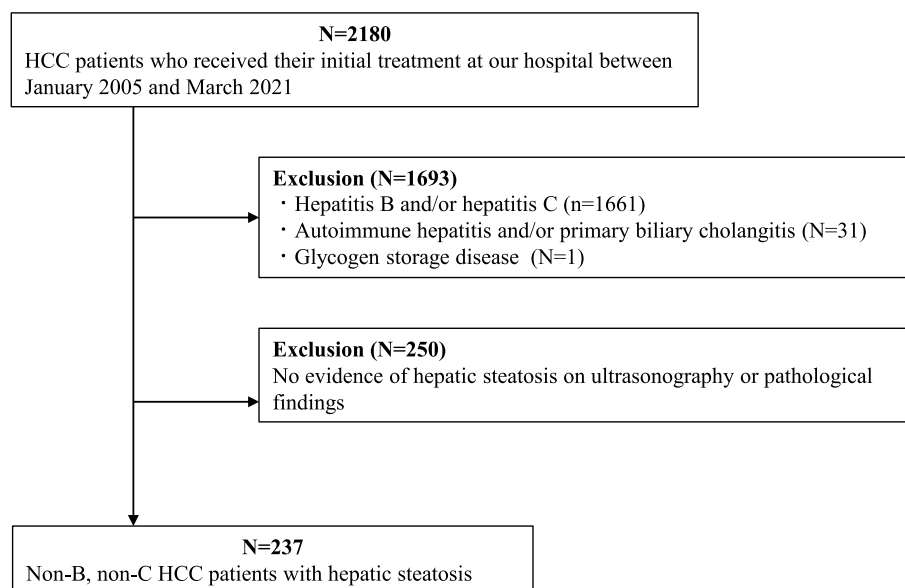 N=2180
HCC patients who received their initial treatment at our hospital between
January 2005 and March 2021
Exclusion (N=1693)
・Hepatitis B and/or hepatitis C (n=1661)
・Autoimmune hepatitis and/or primary biliary cholangitis (N=31)
・Glycogen storage disease (N=1)
Exclusion (N=250)
No evidence of hepatic steatosis on ultrasonography or pathological
findings
N=237
Non-B, non-C HCC patients with hepatic steatosis